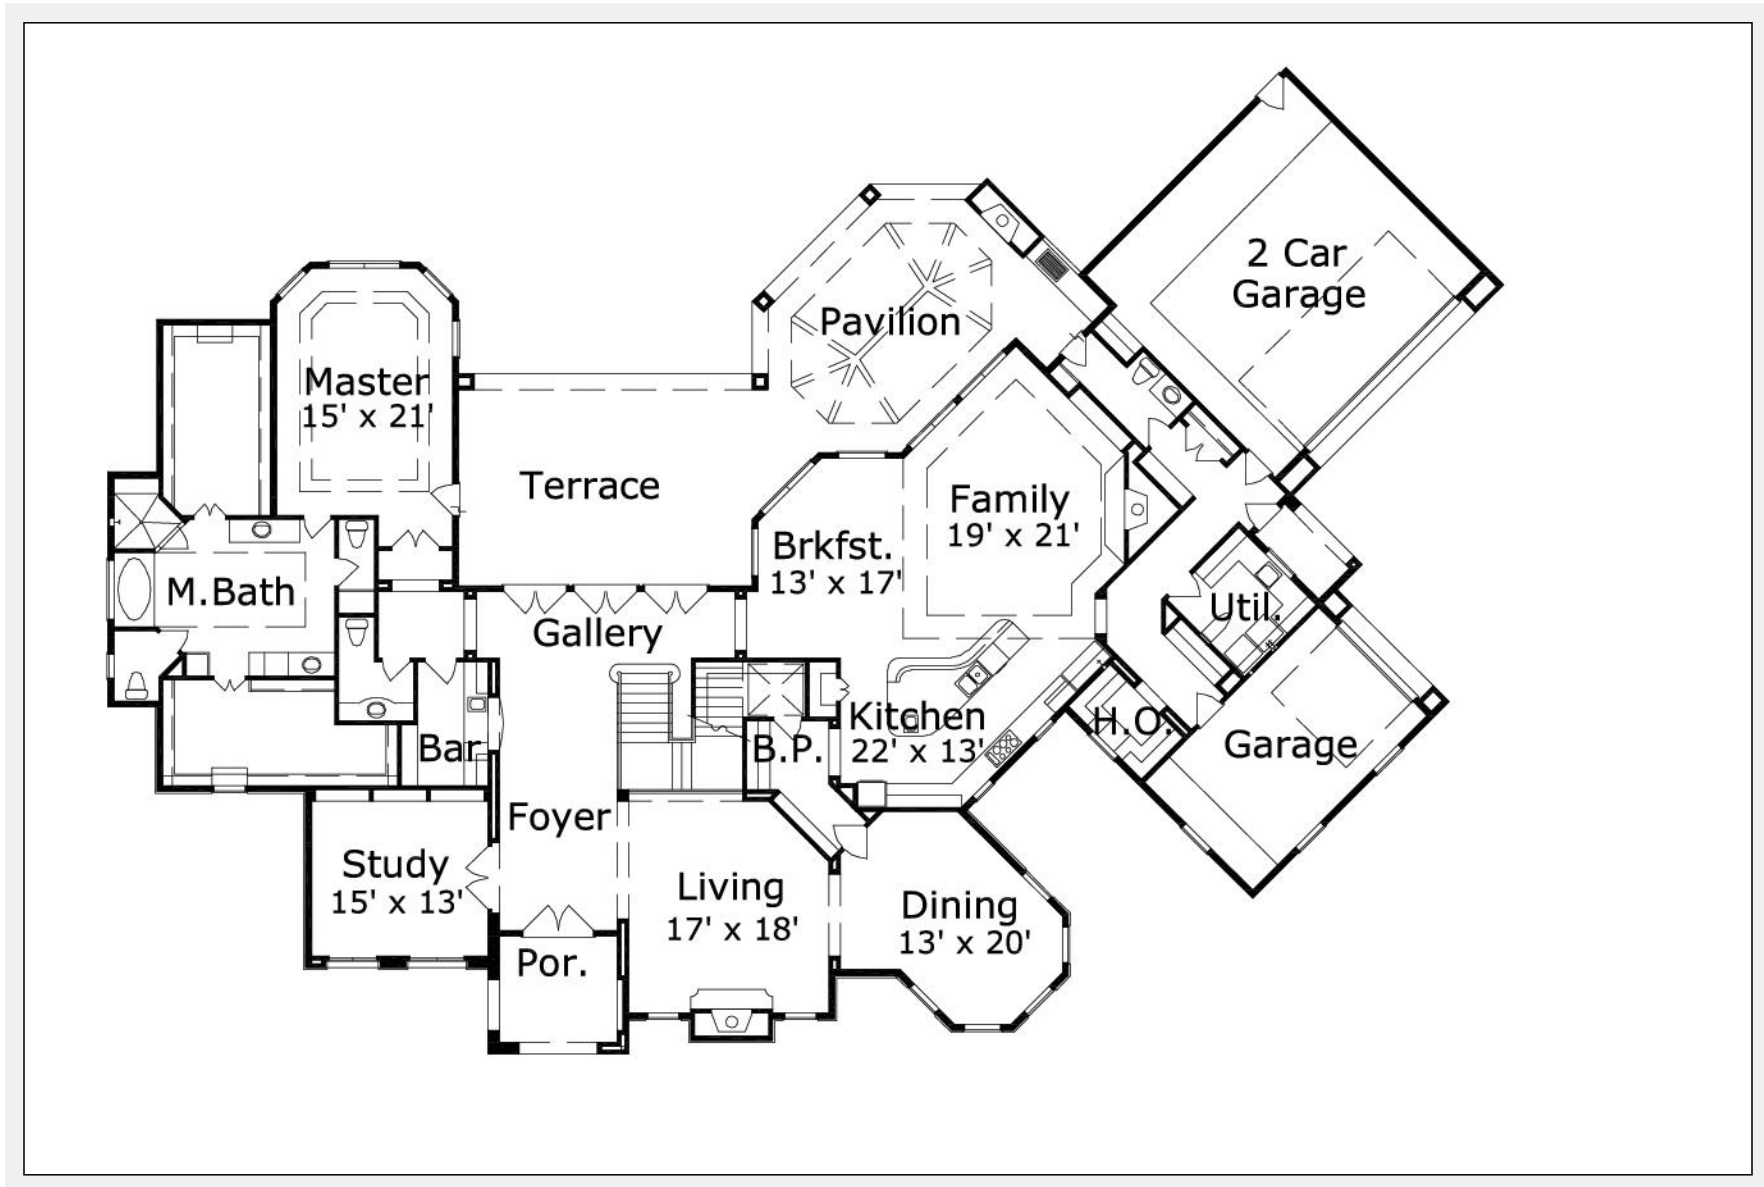 2 Car
Garage
Pavilion
Master
15' x 21'
Terrace
Family
19' x 21'
Brkfst.
13' x 17'
M.Bath
Util.
Gallery
Kitchen
22' x 13'
H.O.
Bar
B.P.
Garage
Foyer
Study
15' x 13'
Living
17' x 18'
Dining
13' x 20'
Por.